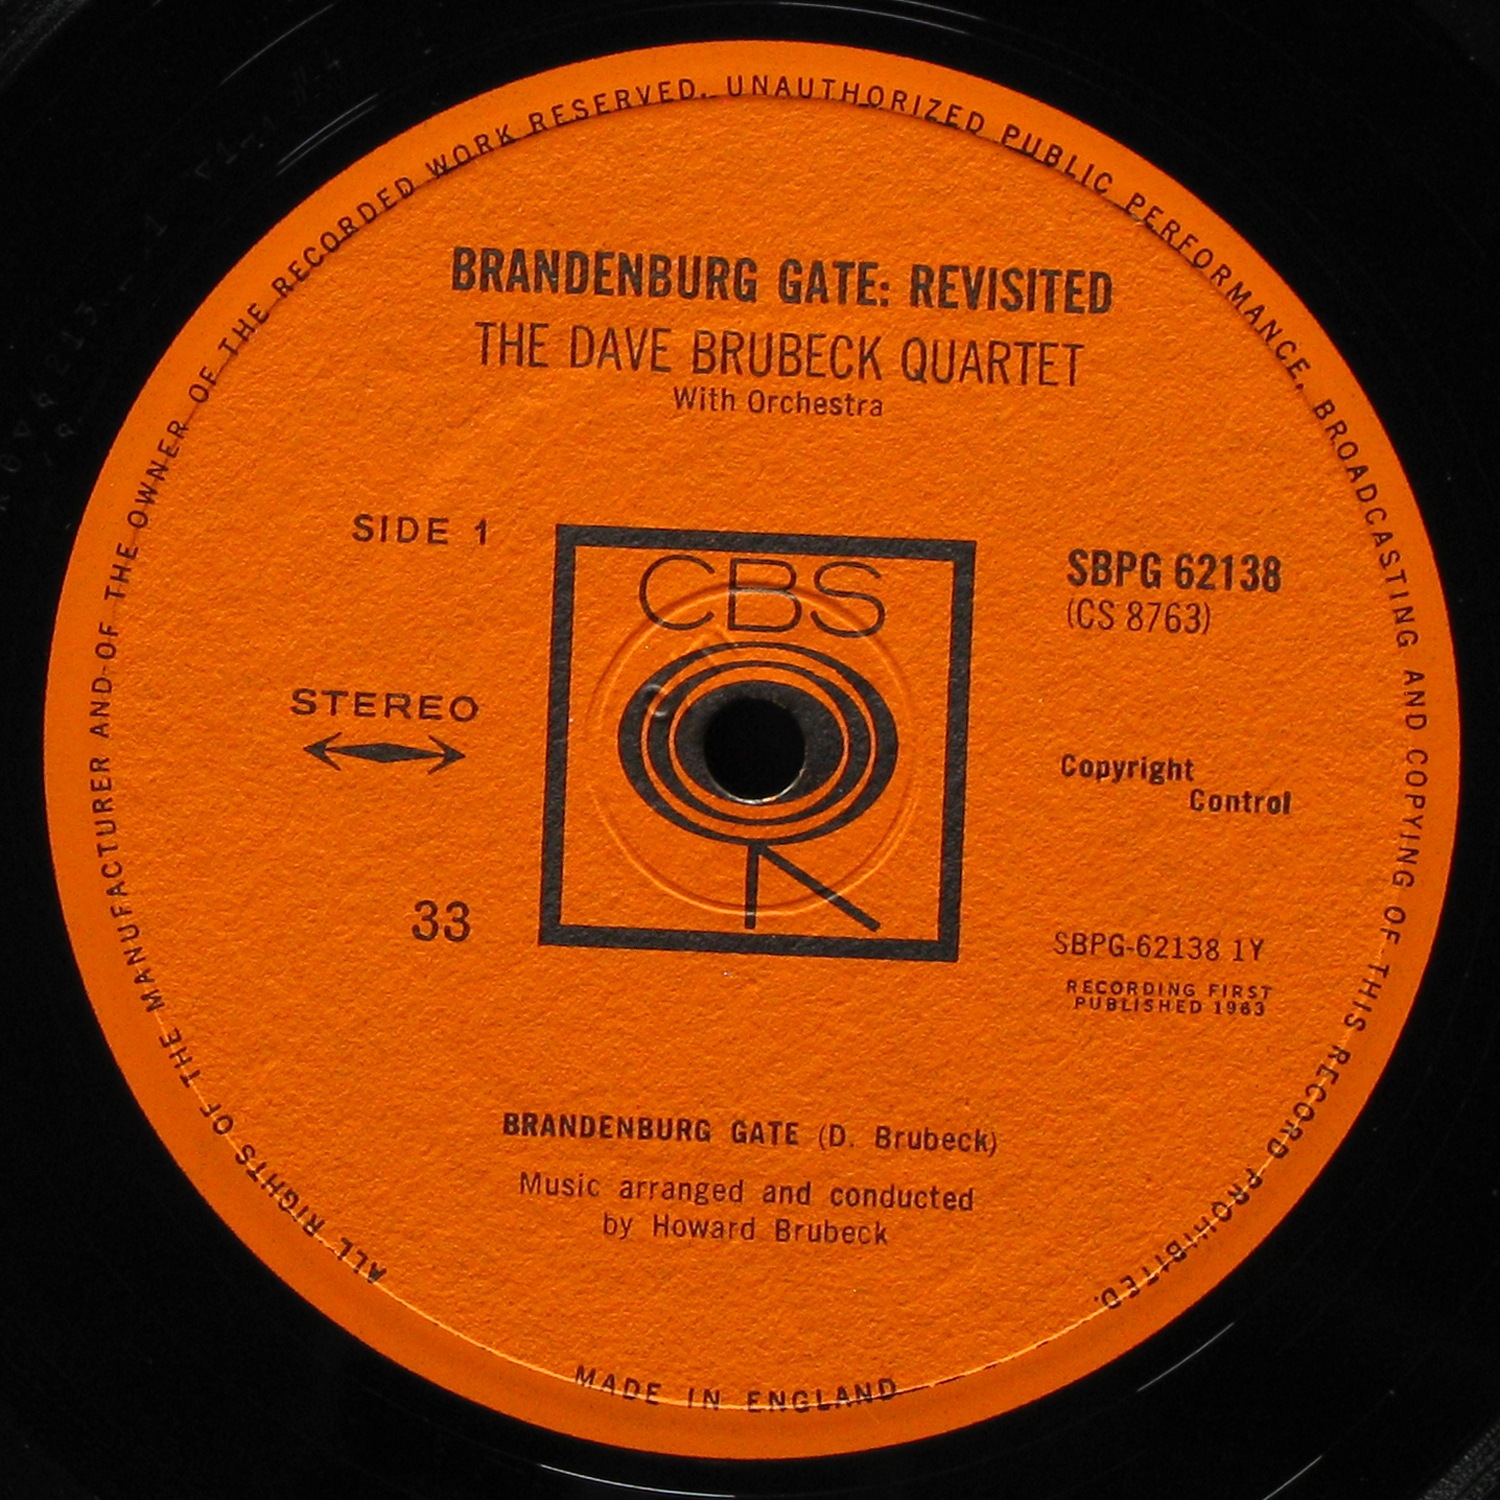 ALL RIGHTS OF THE MANUFACTURER AND OF THE OWNER OF THE RECORDED WORK RESERVED. UNAUTHORIZED PUBLIC PERFORMANCE, BROADCASTING AND COPYING OF THIS RECORD PROHIBITED.
BRANDENBURG GATE: REVISITED
THE DAVE BRUBECK QUARTET
With Orchestra
SIDE 1
CBS
SBPG 62138
(CS 8763)
STEREO
Copyright
Control
33
SBPG-62138 1Y
RECORDING FIRST
PUBLISHED 1963
BRANDENBURG GATE (D. Brubeck)
Music arranged and conducted
by Howard Brubeck
MADE IN ENGLAND